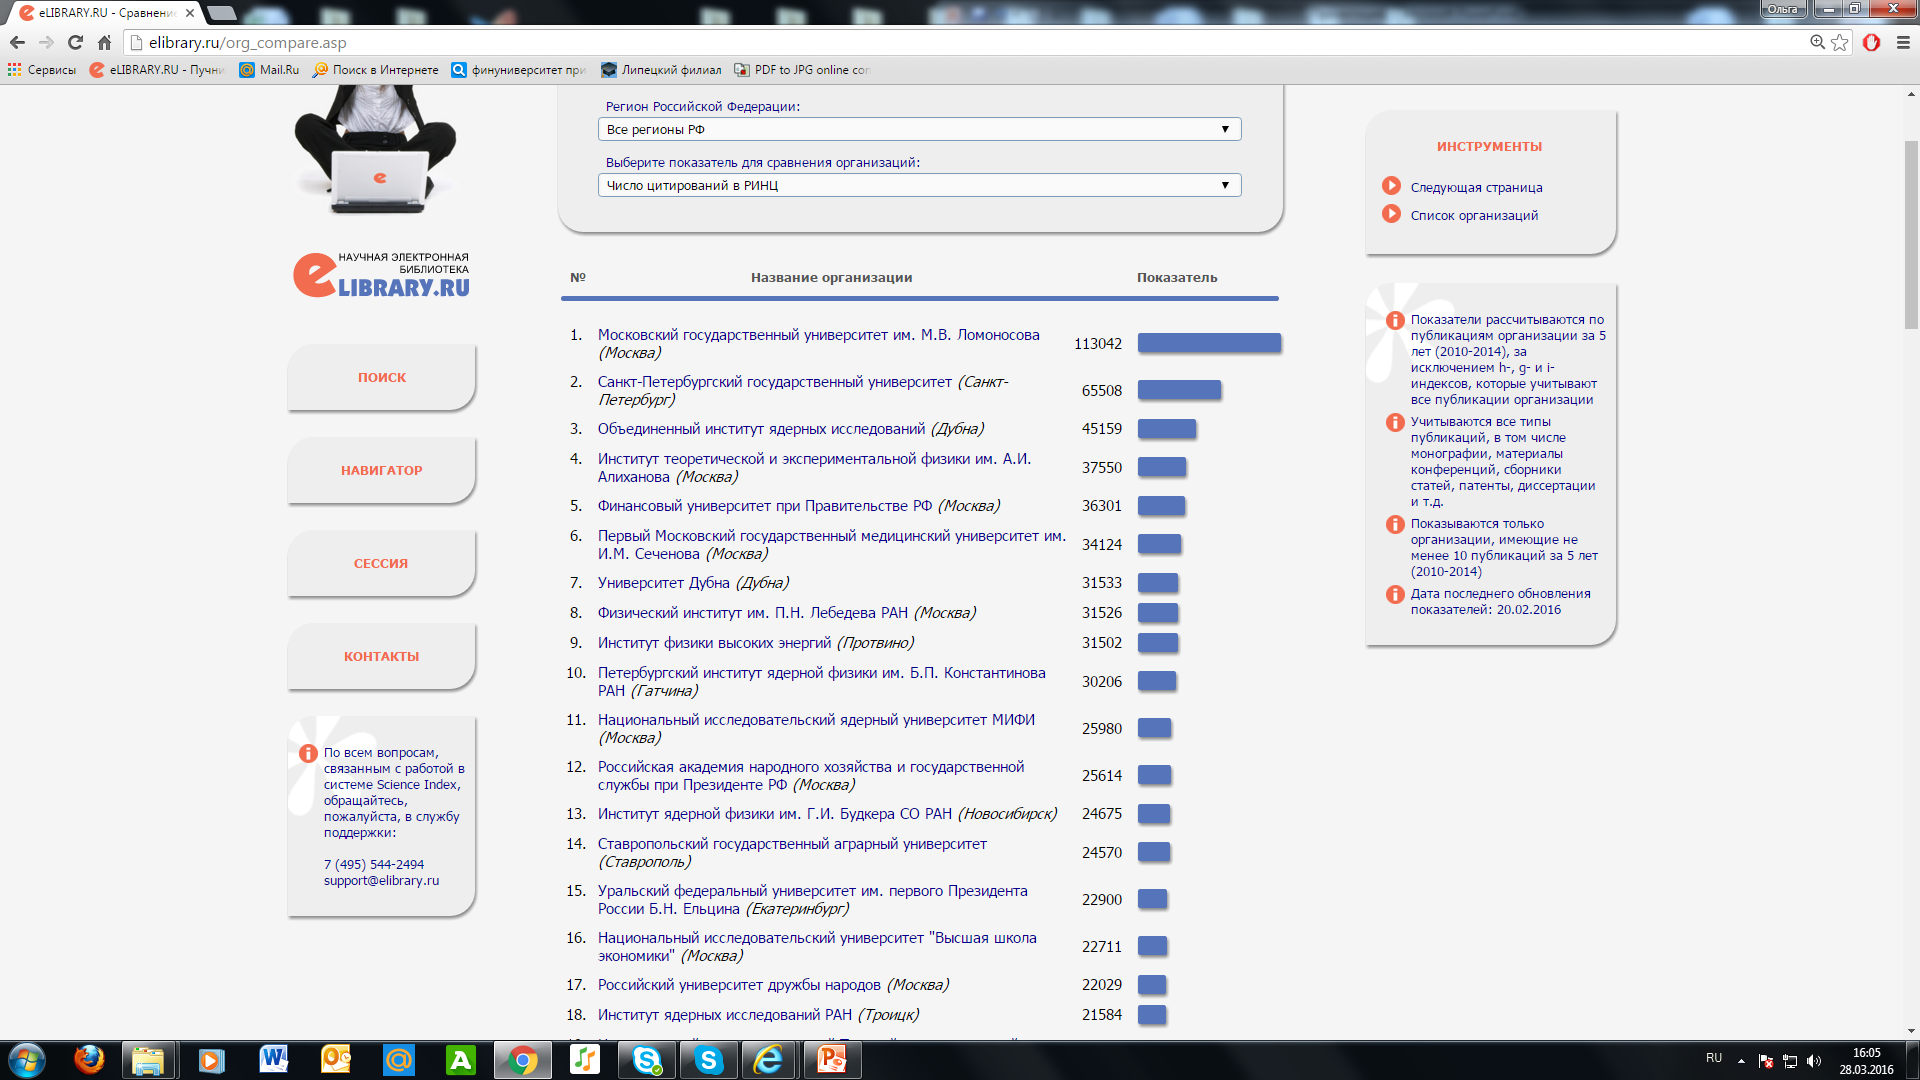 eLIBRARY.RU - Сравнение
Ольга
elibrary.ru/org_compare.asp
Сервисы
eLIBRARY.RU - Пучни
Mail.Ru
Поиск в Интернете
финуниверситет при
Липецкий филиал
PDF to JPG online con
НАУЧНАЯ ЭЛЕКТРОННАЯ
БИБЛИОТЕКА
eLIBRARY.RU
ПОИСК
НАВИГАТОР
СЕССИЯ
КОНТАКТЫ
По всем вопросам,
связанным с работой в
системе Science Index,
обращайтесь,
пожалуйста, в службу
поддержки:
7 (495) 544-2494
support@elibrary.ru
Регион Российской Федерации:
Все регионы РФ
Выберите показатель для сравнения организаций:
Число цитирований в РИНЦ
№ Название организации Показатель
1. Московский государственный университет им. М.В. Ломоносова
(Москва) 113042
2. Санкт-Петербургский государственный университет (Санкт-
Петербург) 65508
3. Объединенный институт ядерных исследований (Дубна) 45159
4. Институт теоретической и экспериментальной физики им. А.И.
Алиханова (Москва) 37550
5. Финансовый университет при Правительстве РФ (Москва) 36301
6. Первый Московский государственный медицинский университет им.
И.М. Сеченова (Москва) 34124
7. Университет Дубна (Дубна) 31533
8. Физический институт им. П.Н. Лебедева РАН (Москва) 31526
9. Институт физики высоких энергий (Протвино) 31502
10. Петербургский институт ядерной физики им. Б.П. Константинова
РАН (Гатчина) 30206
11. Национальный исследовательский ядерный университет МИФИ
(Москва) 25980
12. Российская академия народного хозяйства и государственной
службы при Президенте РФ (Москва) 25614
13. Институт ядерной физики им. Г.И. Будкера СО РАН (Новосибирск) 24675
14. Ставропольский государственный аграрный университет
(Ставрополь) 24570
15. Уральский федеральный университет им. первого Президента
России Б.Н. Ельцина (Екатеринбург) 22900
16. Национальный исследовательский университет "Высшая школа
экономики" (Москва) 22711
17. Российский университет дружбы народов (Москва) 22029
18. Институт ядерных исследований РАН (Троицк) 21584
ИНСТРУМЕНТЫ
Следующая страница
Список организаций
Показатели рассчитываются по
публикациям организации за 5
лет (2010-2014), за
исключением h-, g- и i-
индексов, которые учитывают
все публикации организации
Учитываются все типы
публикаций, в том числе
монографии, материалы
конференций, сборники
статей, патенты, диссертации
и т.д.
Показываются только
организации, имеющие не
менее 10 публикаций за 5 лет
(2010-2014)
Дата последнего обновления
показателей: 20.02.2016
RU
16:05
28.03.2016